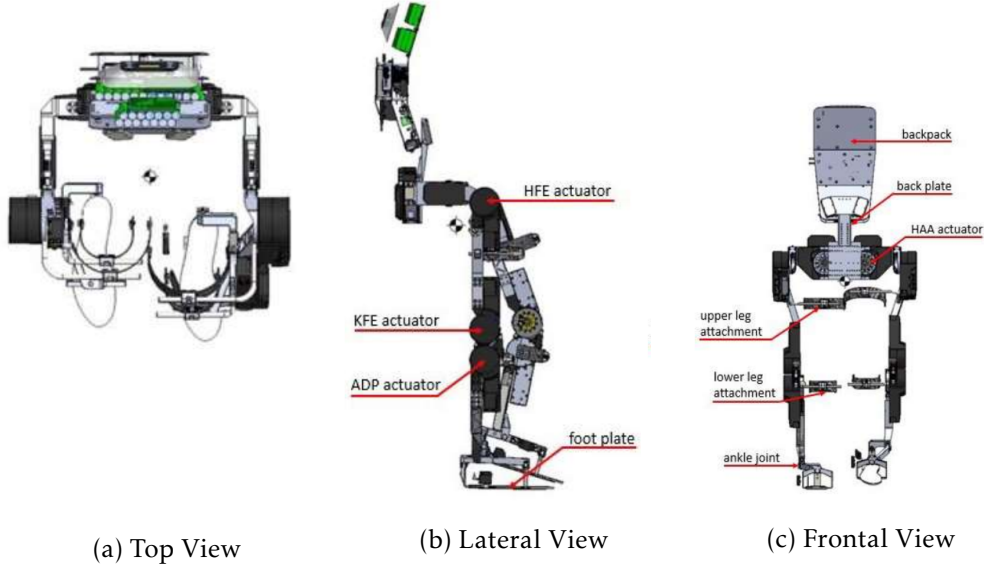 HFE actuator
KFE actuator
ADP actuator
foot plate
backpack
back plate
HAA actuator
upper leg
attachment
lower leg
attachment
ankle joint
(a) Top View
(b) Lateral View
(c) Frontal View